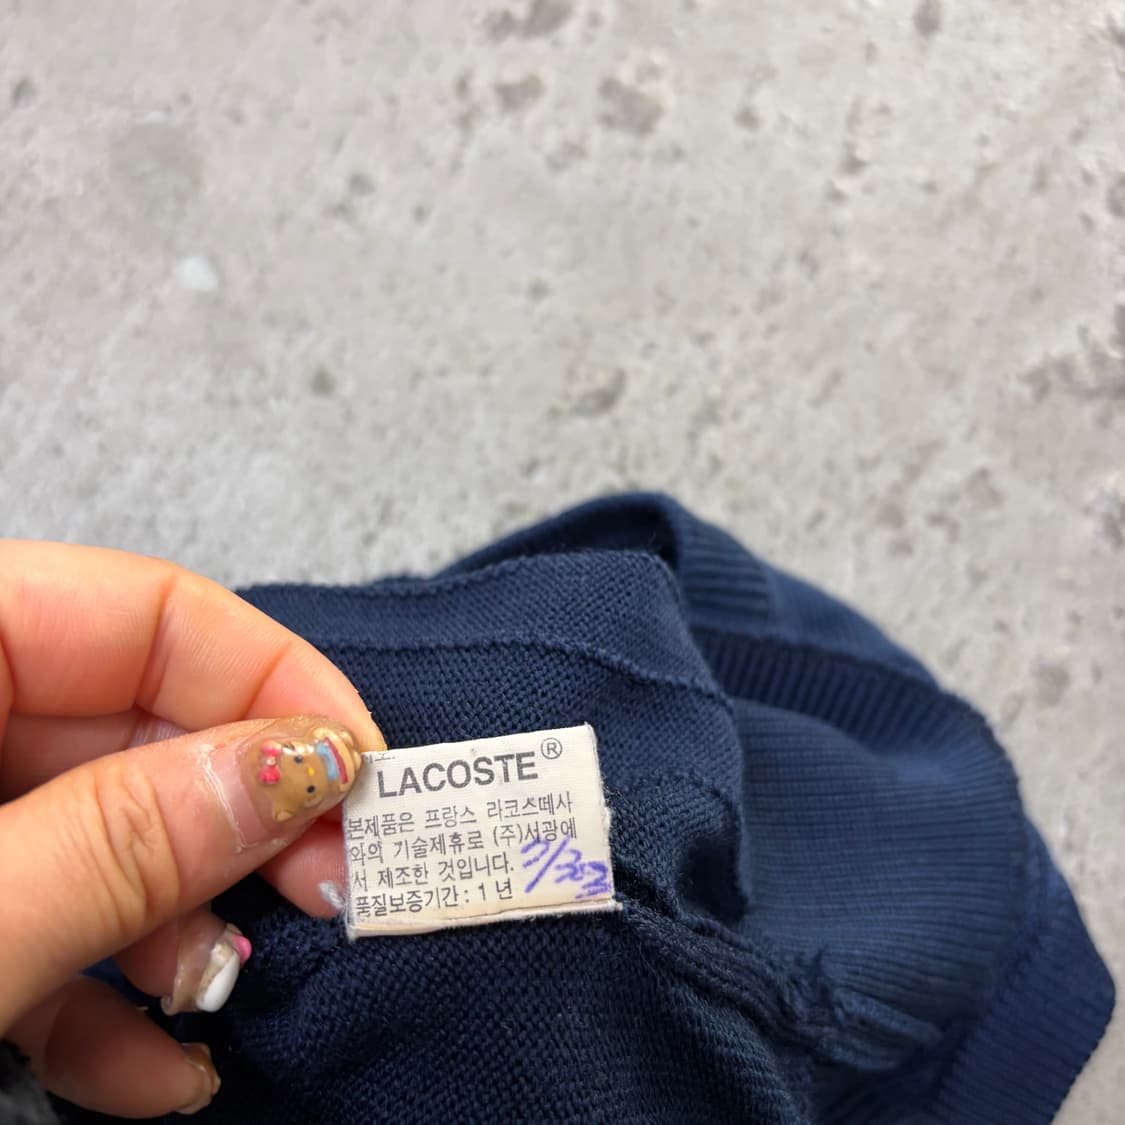 LACOSTE®
본제품은 프랑스 라코스떼사
와의 기술제휴로 (주)서광에
서 제조한 것입니다.
품질보증기간 : 1 년